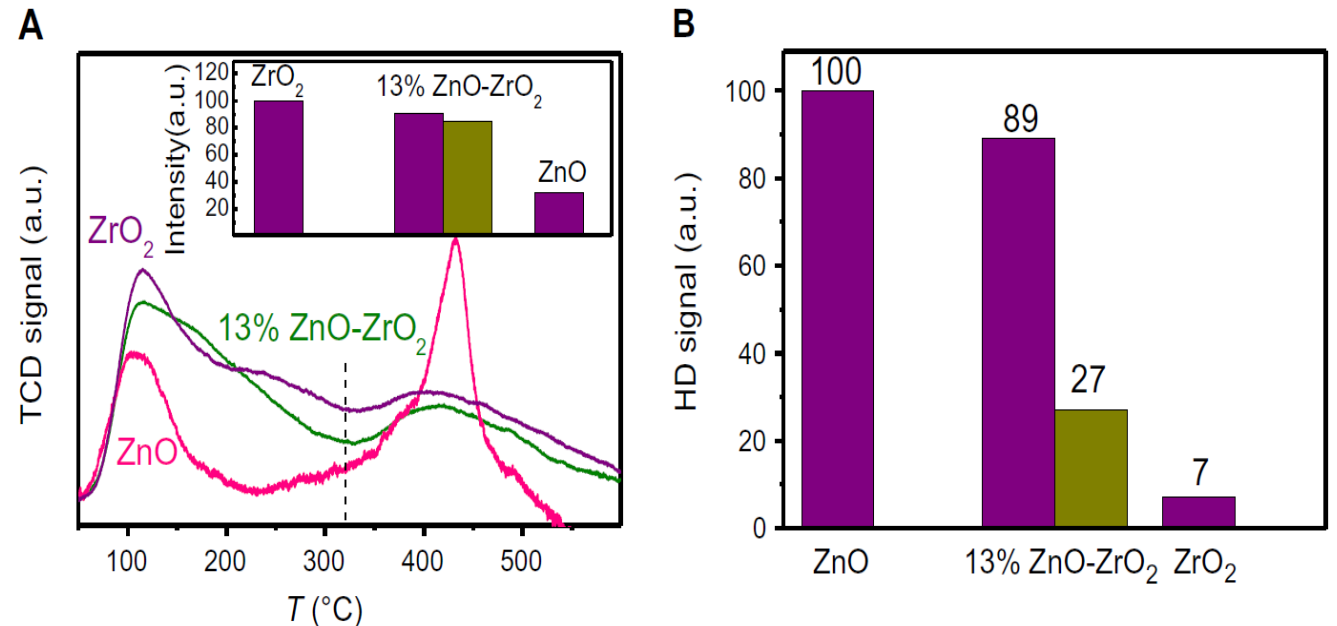 A
TCD signal (a.u.)
Intensity(a.u.)
120
100
80
60
40
20
ZrO₂
13% ZnO-ZrO₂
ZnO
ZrO₂
13% ZnO-ZrO₂
ZnO
100
200
300
400
500
T (°C)
B
HD signal (a.u.)
100
80
60
40
20
0
100
89
27
7
ZnO
13% ZnO-ZrO₂
ZrO₂